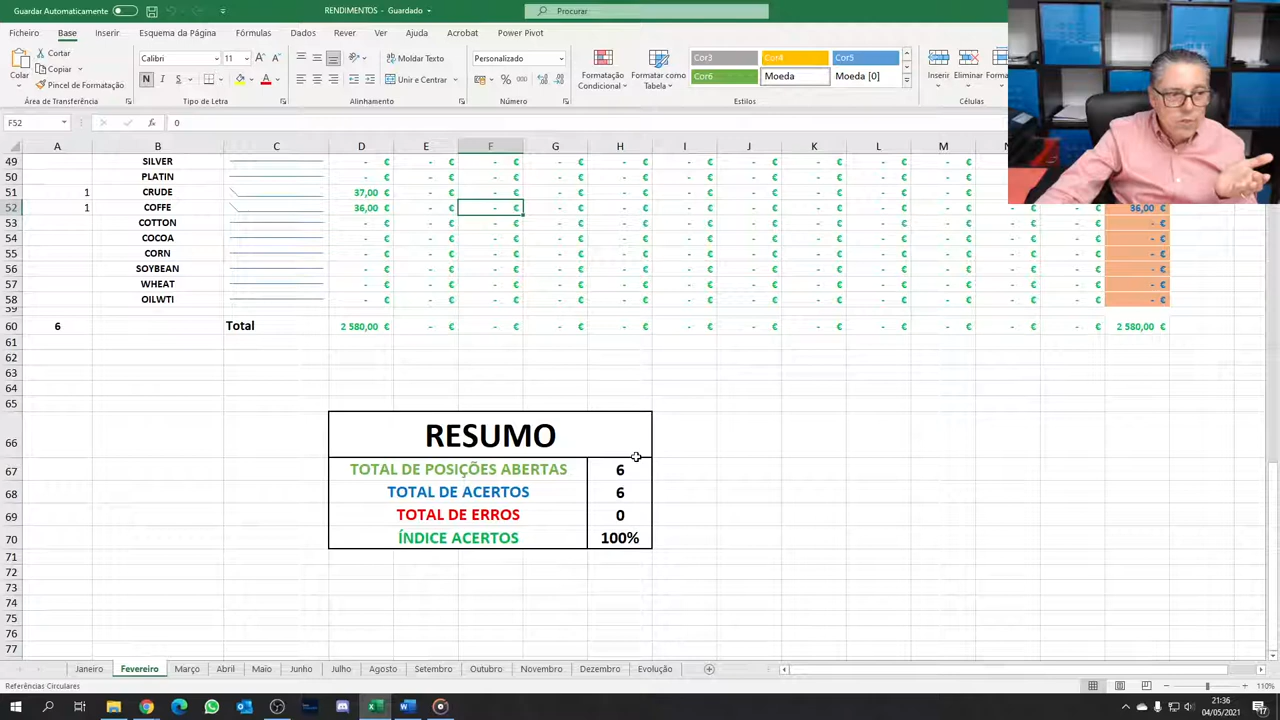 Guardar Automaticamente
RENDIMENTOS - Guardado
Procurar
Ficheiro Base Inserir Esquema da Página Fórmulas Dados Rever Ver Ajuda Acrobat Power Pivot
Colar
Cortar
Copiar
Pincel de Formatação
Área de Transferência
Calibri 11
N I S
Tipo de Letra
Moldar Texto
Unir e Centrar
Alinhamento
Personalizado
Número
Formatação Condicional
Formatar como Tabela
Cor3 Cor4 Cor5
Cor6 Moeda Moeda [0]
Estilos
Inserir Eliminar
Células
F52 fx 0
A B C D E F G H I J K L M
49 SILVER - € - € - € - € - € - € - € - € - € - € - € - €
50 PLATIN - € - € - € - € - € - € - € - € - € - € - € - €
51 1 CRUDE 37,00 € - € - € - € - € - € - € - € - € - € - € - €
52 1 COFFE 36,00 € - € - € - € - € - € - € - € - € - € - € - € 36,00 €
53 COTTON - € - € - € - € - € - € - € - € - € - € - € - € - €
54 COCOA - € - € - € - € - € - € - € - € - € - € - € - € - €
55 CORN - € - € - € - € - € - € - € - € - € - € - € - € - €
56 SOYBEAN - € - € - € - € - € - € - € - € - € - € - € - € - €
57 WHEAT - € - € - € - € - € - € - € - € - € - € - € - € - €
58 OILWTI - € - € - € - € - € - € - € - € - € - € - € - € - €
59
60 6 Total 2 580,00 € - € - € - € - € - € - € - € - € - € - € - € 2 580,00 €
61
62
63
64
65
66 RESUMO
67 TOTAL DE POSIÇÕES ABERTAS 6
68 TOTAL DE ACERTOS 6
69 TOTAL DE ERROS 0
70 ÍNDICE ACERTOS 100%
71
72
73
74
75
76
77
Janeiro Fevereiro Março Abril Maio Junho Julho Agosto Setembro Outubro Novembro Dezembro Evolução
Referências Circulares
110%
21:36
04/05/2021
17